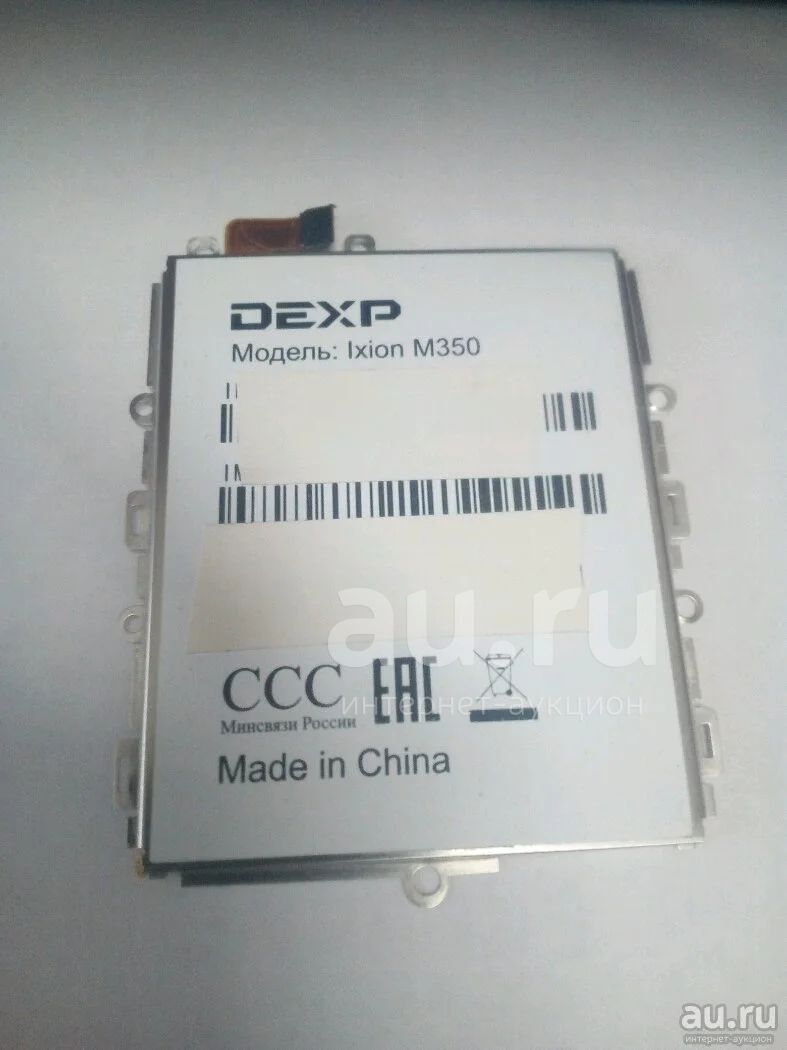 DEXP
Модель: Ixion M350
au.ru
интернет-аукцион
CCC
Минсвязи России
EAC
Made in China
au.ru
интернет-аукцион